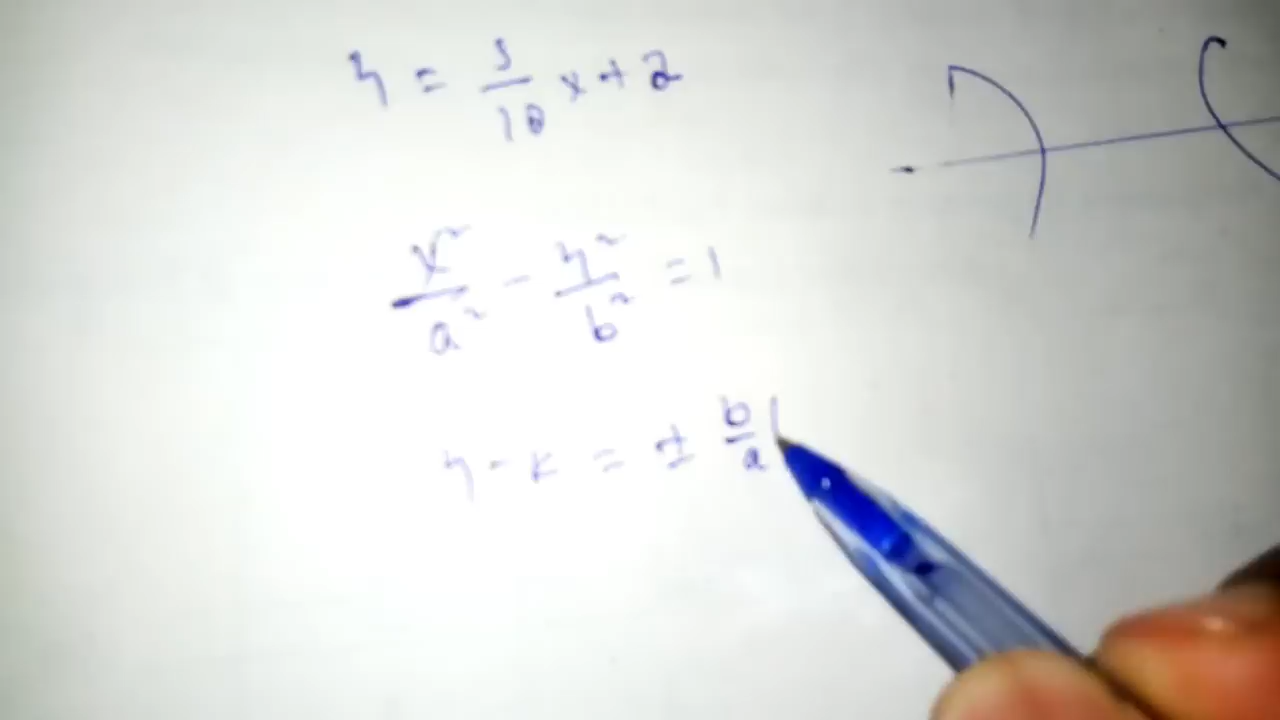 y = 5/10 x + 2
x²/a² - y²/b² = 1
y - k = ± b/a (